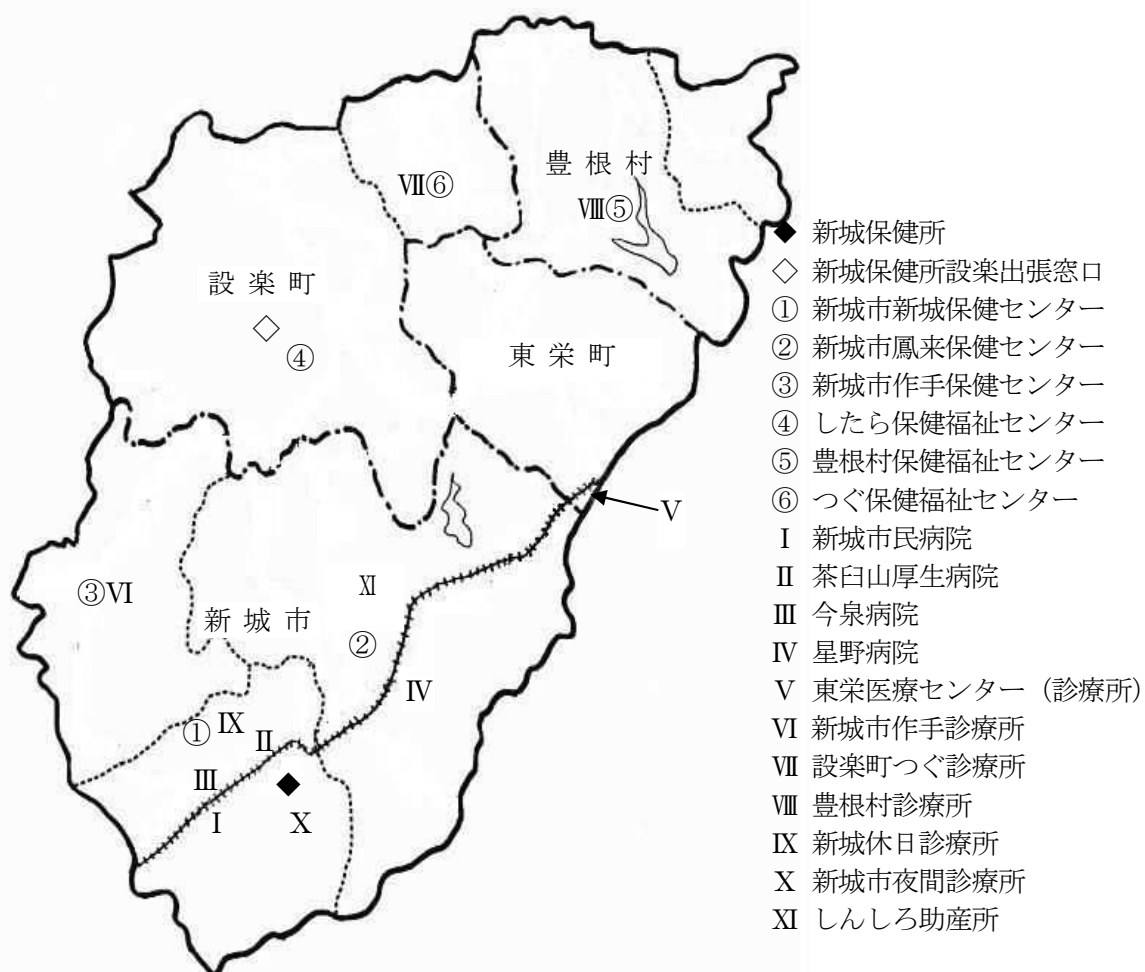 豊根村
Ⅶ⑥
Ⅷ⑤
設楽町
◇
④
東栄町
Ⅴ
③Ⅵ
Ⅺ
新城市
②
Ⅳ
①Ⅸ
Ⅱ
Ⅲ
◆
Ⅰ
Ⅹ
◆ 新城保健所
◇ 新城保健所設楽出張窓口
① 新城市新城保健センター
② 新城市鳳来保健センター
③ 新城市作手保健センター
④ したら保健福祉センター
⑤ 豊根村保健福祉センター
⑥ つぐ保健福祉センター
Ⅰ 新城市民病院
Ⅱ 茶臼山厚生病院
Ⅲ 今泉病院
Ⅳ 星野病院
Ⅴ 東栄医療センター（診療所）
Ⅵ 新城市作手診療所
Ⅶ 設楽町つぐ診療所
Ⅷ 豊根村診療所
Ⅸ 新城休日診療所
Ⅹ 新城市夜間診療所
Ⅺ しんしろ助産所